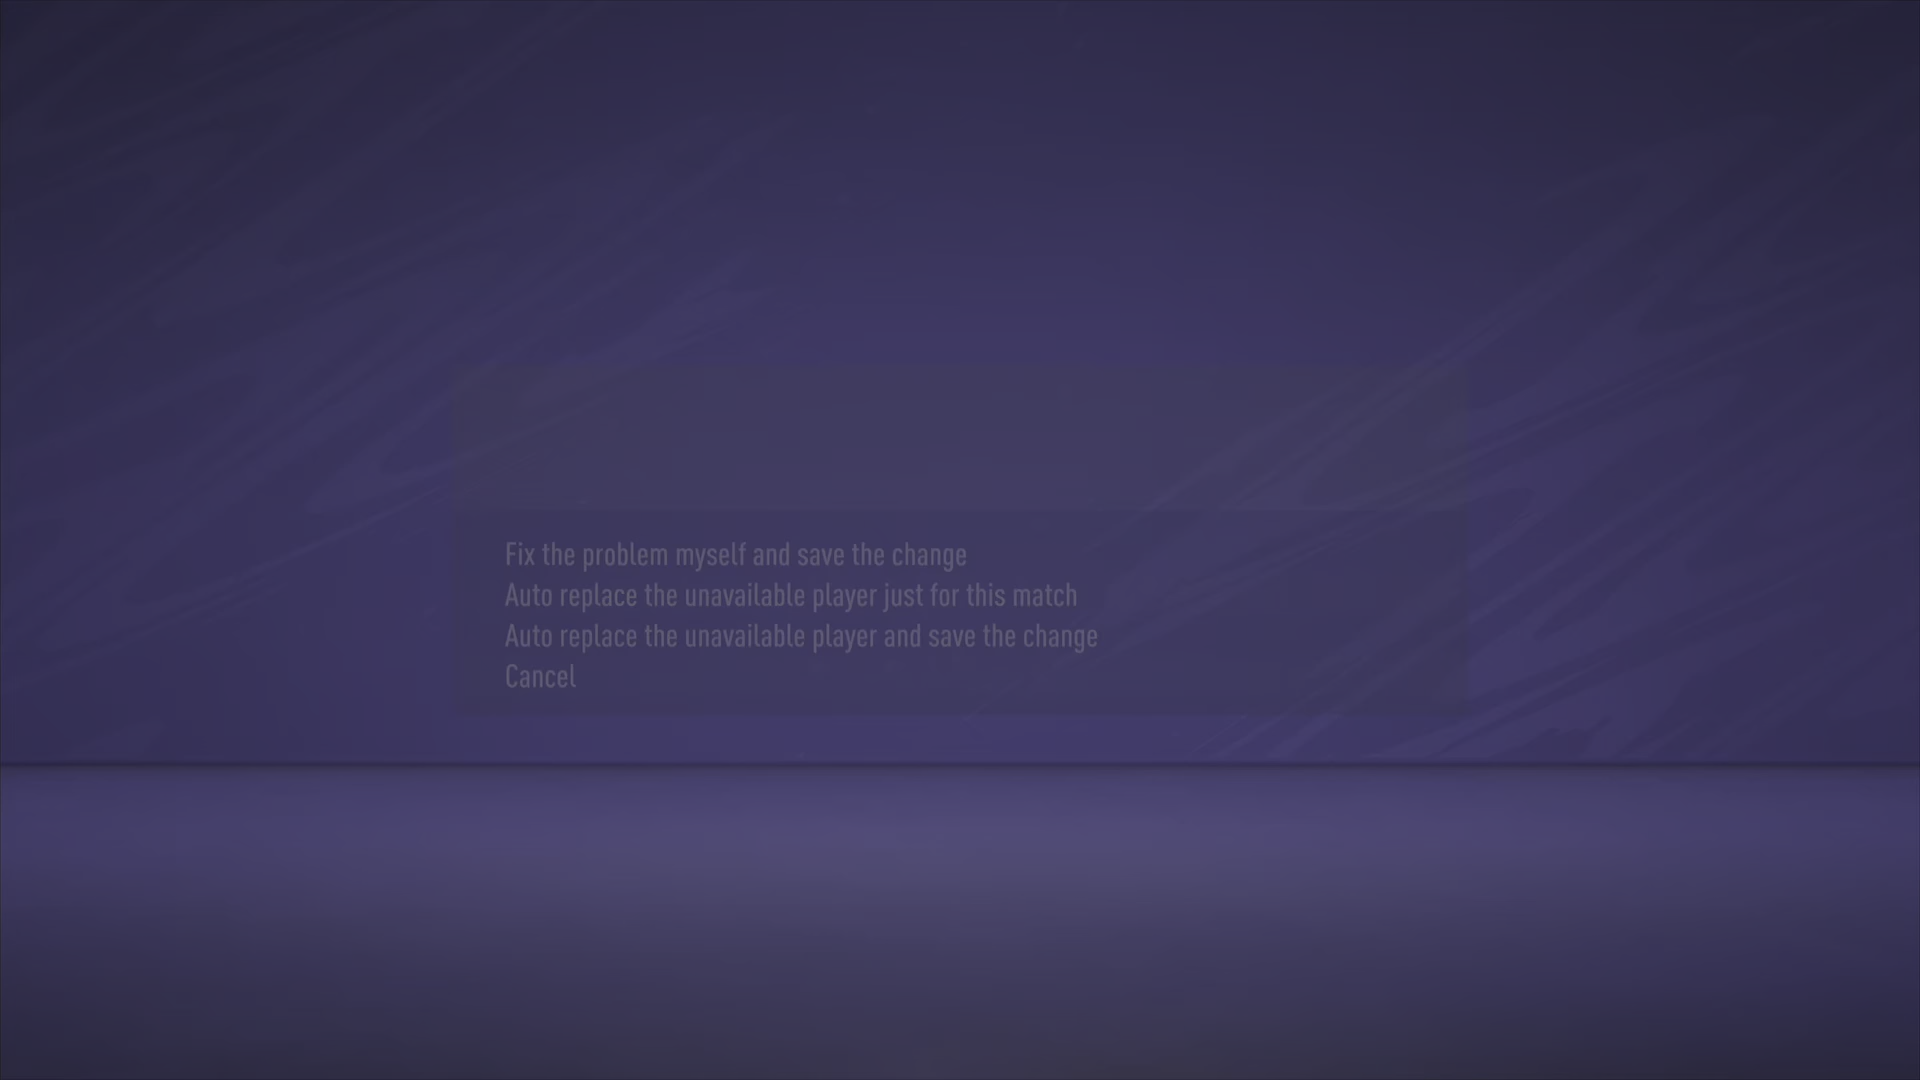 Fix the problem myself and save the change
Auto replace the unavailable player just for this match
Auto replace the unavailable player and save the change
Cancel